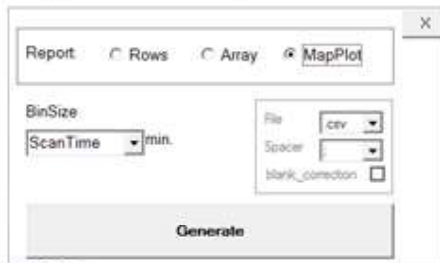 X
Report Rows Array MapPlot
BinSize
ScanTime min.
File csv
Spacer
blank_correction
Generate